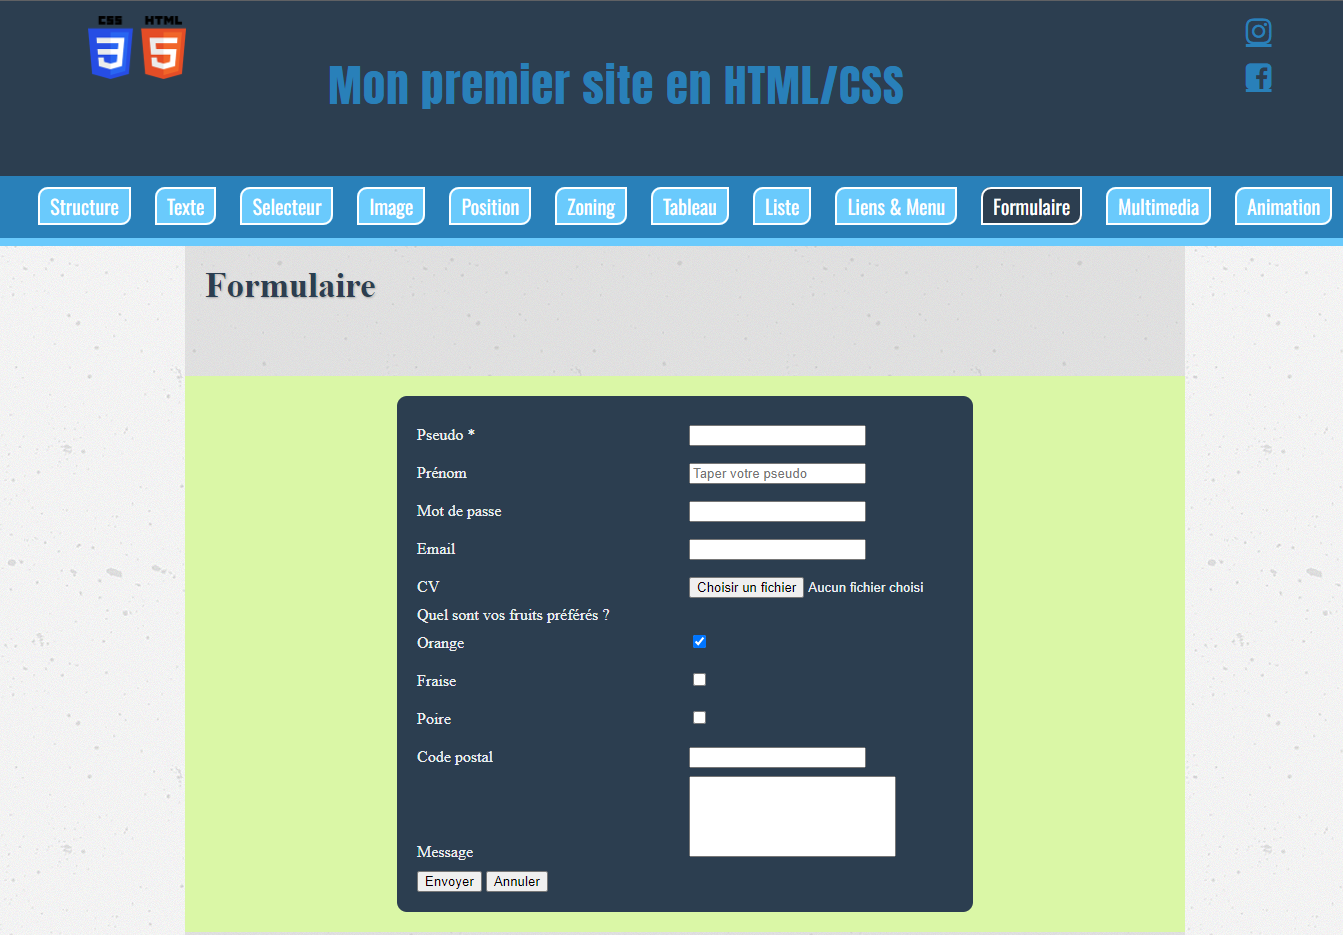 CSS HTML
3 5
Mon premier site en HTML/CSS
Structure Texte Selecteur Image Position Zoning Tableau Liste Liens & Menu Formulaire Multimedia Animation
Formulaire
Pseudo *
Prénom Taper votre pseudo
Mot de passe
Email
CV Choisir un fichier Aucun fichier choisi
Quel sont vos fruits préférés ?
Orange
Fraise
Poire
Code postal
Message
Envoyer Annuler